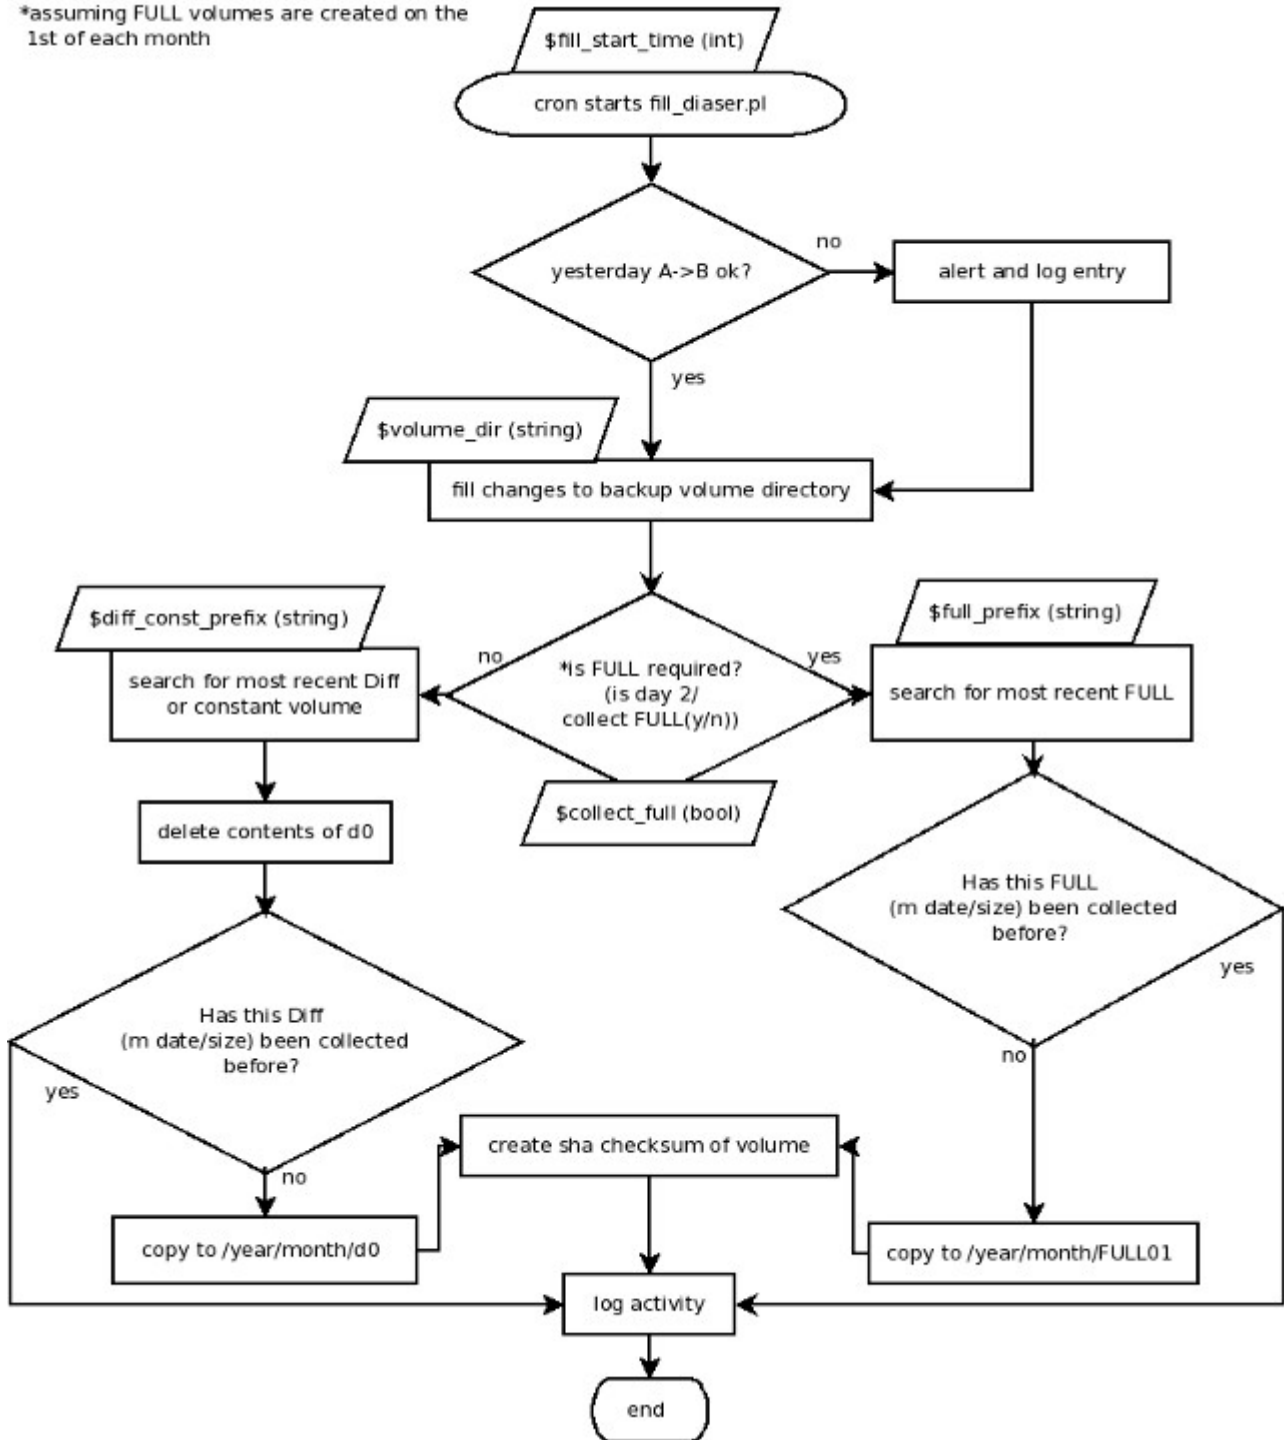 *assuming FULL volumes are created on the
1st of each month
$fill_start_time (int)
cron starts fill_diaser.pl
yesterday A->B ok?
no
alert and log entry
yes
$volume_dir (string)
fill changes to backup volume directory
$diff_const_prefix (string)
search for most recent Diff
or constant volume
no
*is FULL required?
(is day 2/
collect FULL(y/n))
yes
$full_prefix (string)
search for most recent FULL
$collect_full (bool)
delete contents of d0
Has this FULL
(m date/size) been collected
before?
yes
no
Has this Diff
(m date/size) been collected
before?
yes
no
create sha checksum of volume
copy to /year/month/d0
copy to /year/month/FULL01
log activity
end